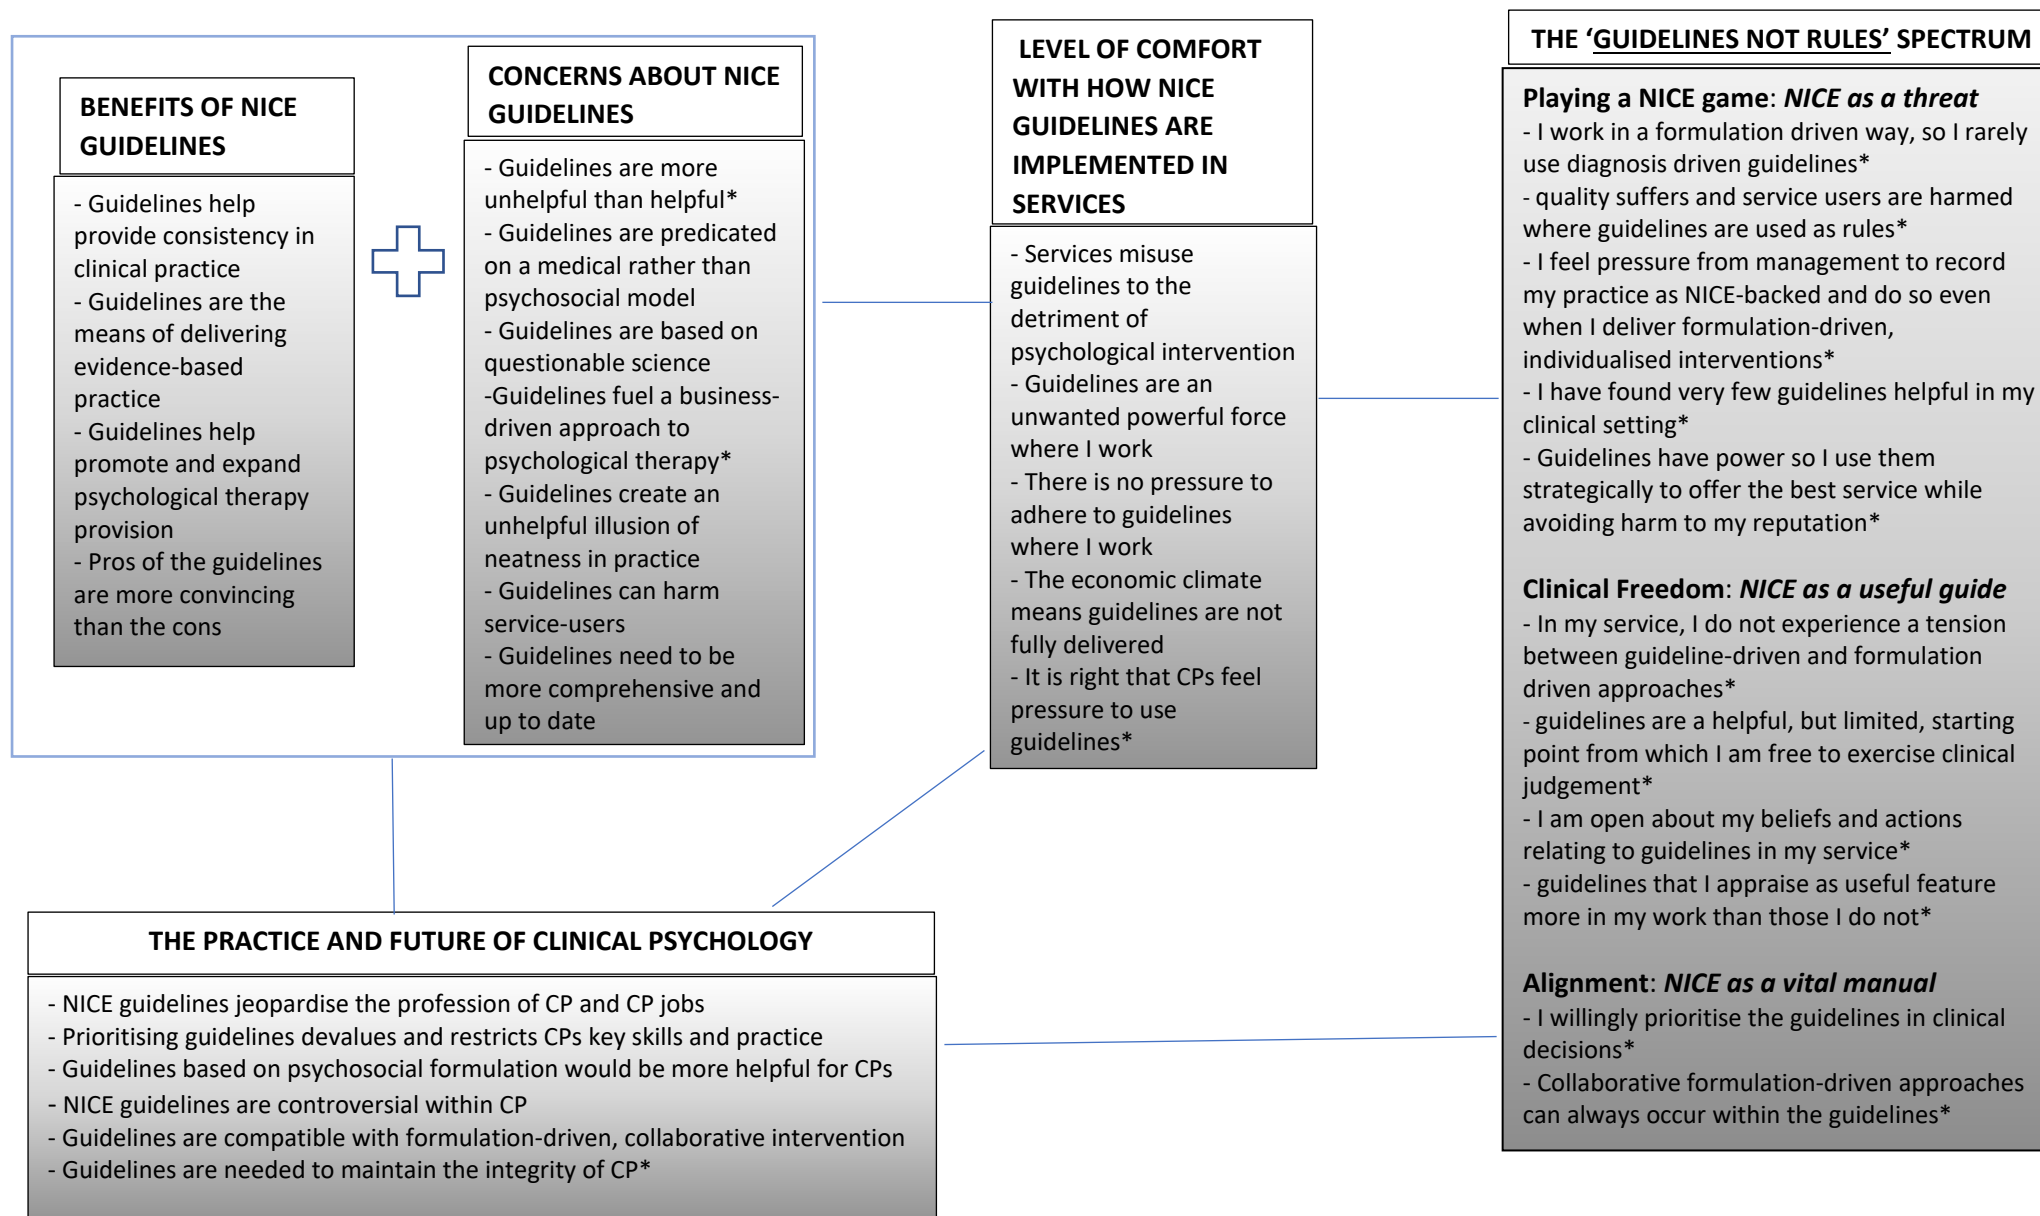 BENEFITS OF NICE
GUIDELINES
- Guidelines help
provide consistency in
clinical practice
- Guidelines are the
means of delivering
evidence-based
practice
- Guidelines help
promote and expand
psychological therapy
provision
- Pros of the guidelines
are more convincing
than the cons
CONCERNS ABOUT NICE
GUIDELINES
- Guidelines are more
unhelpful than helpful*
- Guidelines are predicated
on a medical rather than
psychosocial model
- Guidelines are based on
questionable science
-Guidelines fuel a business-
driven approach to
psychological therapy*
- Guidelines create an
unhelpful illusion of
neatness in practice
- Guidelines can harm
service-users
- Guidelines need to be
more comprehensive and
up to date
LEVEL OF COMFORT
WITH HOW NICE
GUIDELINES ARE
IMPLEMENTED IN
SERVICES
- Services misuse
guidelines to the
detriment of
psychological intervention
- Guidelines are an
unwanted powerful force
where I work
- There is no pressure to
adhere to guidelines
where I work
- The economic climate
means guidelines are not
fully delivered
- It is right that CPs feel
pressure to use
guidelines*
THE ‘GUIDELINES NOT RULES’ SPECTRUM
Playing a NICE game: NICE as a threat
- I work in a formulation driven way, so I rarely
use diagnosis driven guidelines*
- quality suffers and service users are harmed
where guidelines are used as rules*
- I feel pressure from management to record
my practice as NICE-backed and do so even
when I deliver formulation-driven,
individualised interventions*
- I have found very few guidelines helpful in my
clinical setting*
- Guidelines have power so I use them
strategically to offer the best service while
avoiding harm to my reputation*
Clinical Freedom: NICE as a useful guide
- In my service, I do not experience a tension
between guideline-driven and formulation
driven approaches*
- guidelines are a helpful, but limited, starting
point from which I am free to exercise clinical
judgement*
- I am open about my beliefs and actions
relating to guidelines in my service*
- guidelines that I appraise as useful feature
more in my work than those I do not*
Alignment: NICE as a vital manual
- I willingly prioritise the guidelines in clinical
decisions*
- Collaborative formulation-driven approaches
can always occur within the guidelines*
THE PRACTICE AND FUTURE OF CLINICAL PSYCHOLOGY
- NICE guidelines jeopardise the profession of CP and CP jobs
- Prioritising guidelines devalues and restricts CPs key skills and practice
- Guidelines based on psychosocial formulation would be more helpful for CPs
- NICE guidelines are controversial within CP
- Guidelines are compatible with formulation-driven, collaborative intervention
- Guidelines are needed to maintain the integrity of CP*